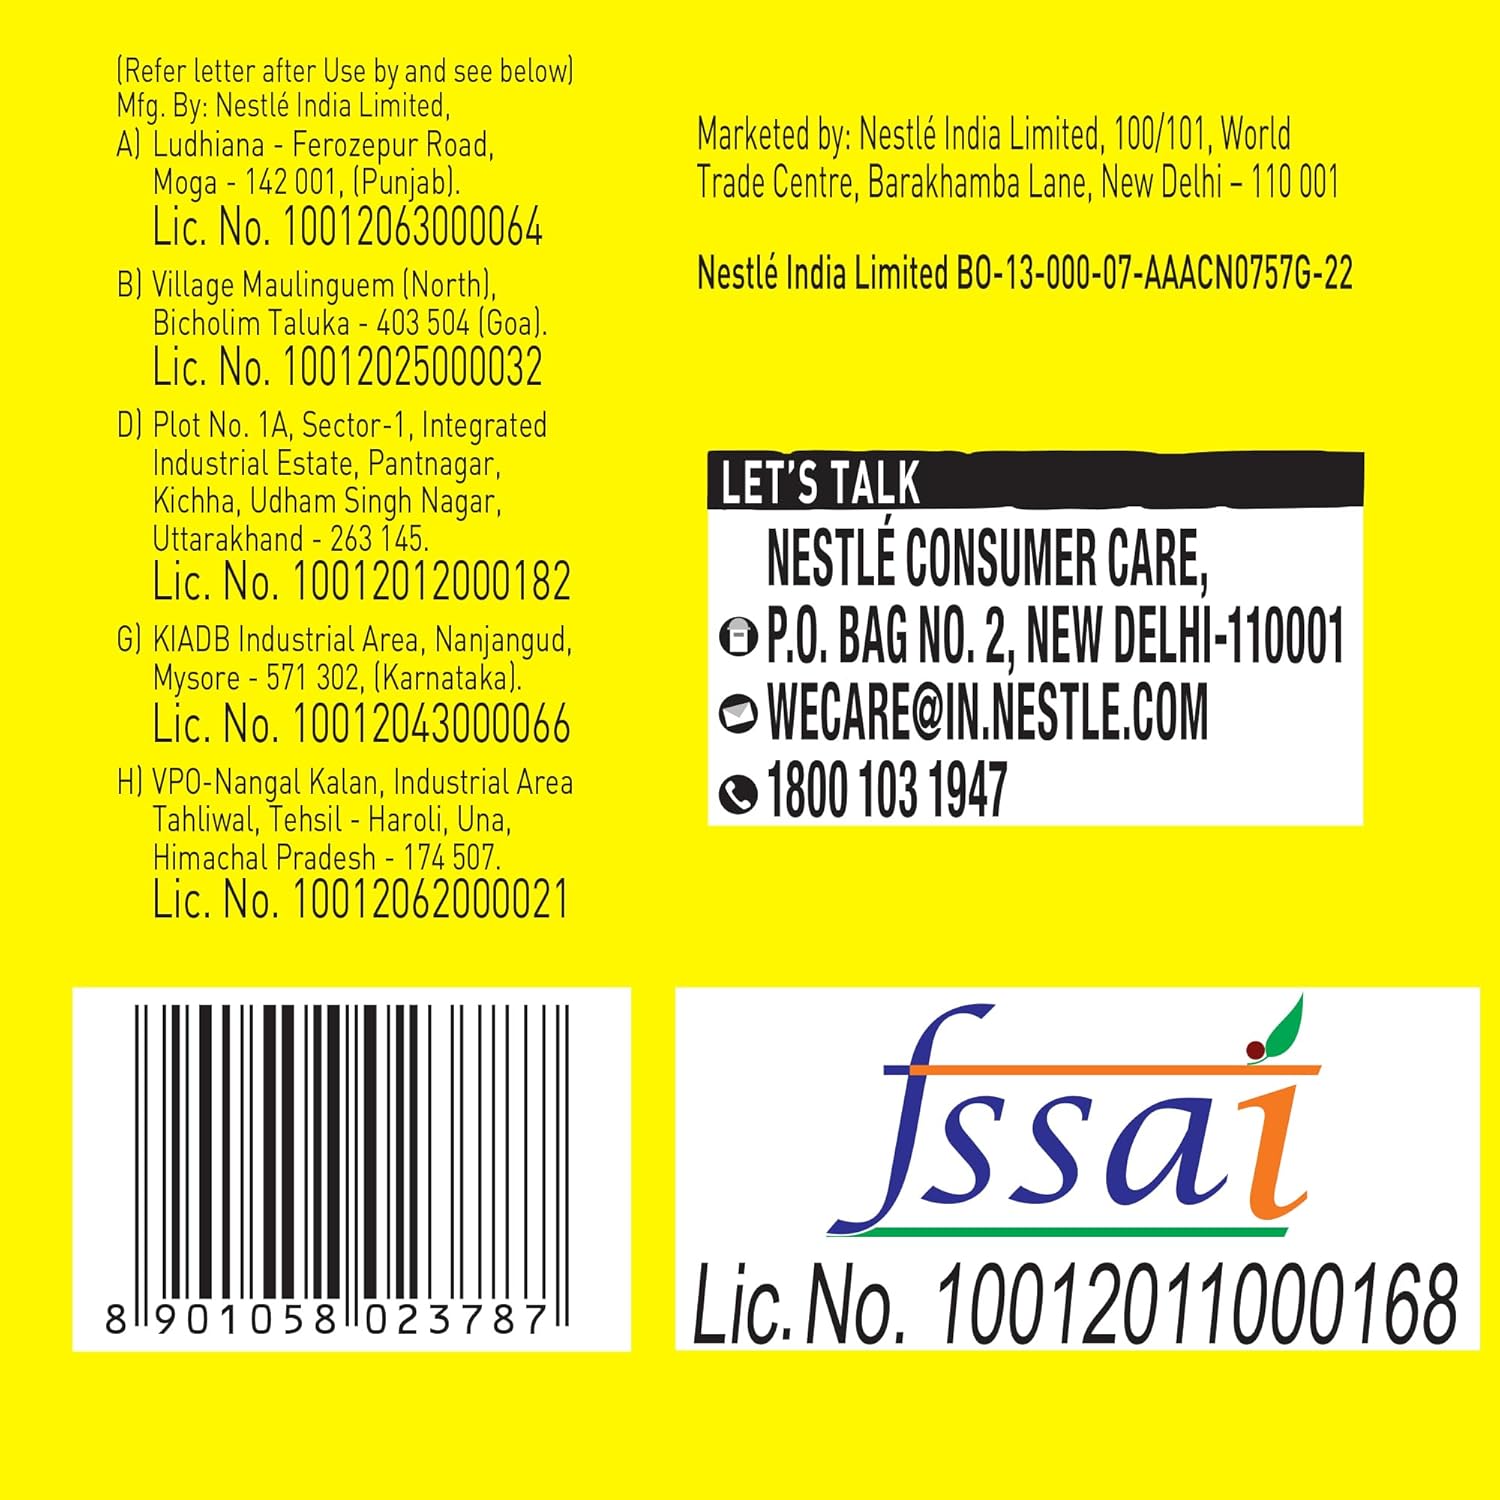 (Refer letter after Use by and see below)
Mfg. By: Nestlé India Limited,
A) Ludhiana - Ferozepur Road,
Moga - 142 001, (Punjab).
Lic. No. 10012063000064
B) Village Maulinguem (North),
Bicholim Taluka - 403 504 (Goa).
Lic. No. 10012025000032
D) Plot No. 1A, Sector-1, Integrated
Industrial Estate, Pantnagar,
Kichha, Udham Singh Nagar,
Uttarakhand - 263 145.
Lic. No. 10012012000182
G) KIADB Industrial Area, Nanjangud,
Mysore - 571 302, (Karnataka).
Lic. No. 10012043000066
H) VPO-Nangal Kalan, Industrial Area
Tahliwal, Tehsil - Haroli, Una,
Himachal Pradesh - 174 507.
Lic. No. 10012062000021
Marketed by: Nestlé India Limited, 100/101, World
Trade Centre, Barakhamba Lane, New Delhi – 110 001
Nestlé India Limited BO-13-000-07-AAACN0757G-22
LET'S TALK
NESTLÉ CONSUMER CARE,
P.O. BAG NO. 2, NEW DELHI-110001
WECARE@IN.NESTLE.COM
1800 103 1947
8 901058 023787
fssai
Lic. No. 10012011000168